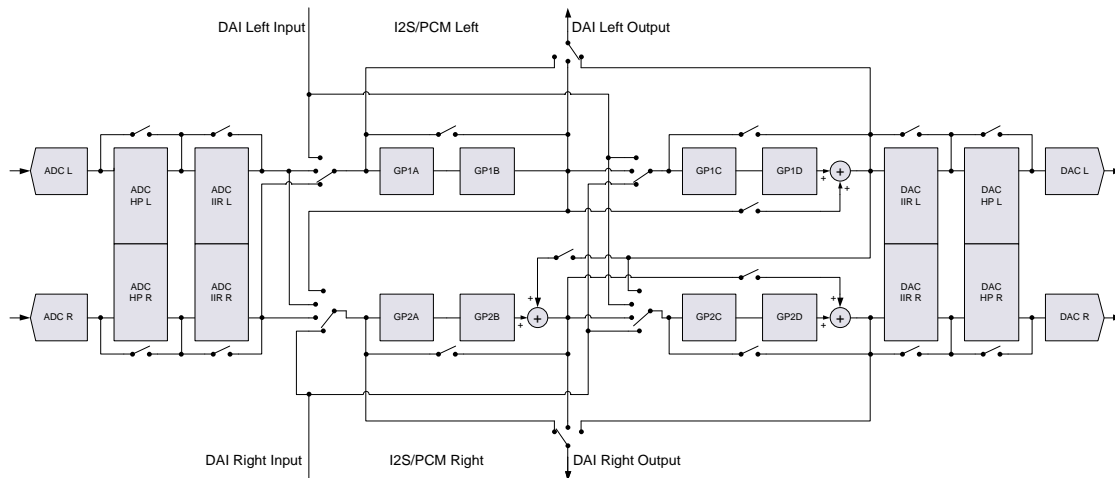 DAI Left Input
I2S/PCM Left
DAI Left Output
ADC L
ADC
HP L
ADC
IIR L
GP1A
GP1B
GP1C
GP1D
+
+
+
DAC
IIR L
DAC
HP L
DAC L
ADC R
ADC
HP R
ADC
IIR R
GP2A
GP2B
+
+
+
GP2C
GP2D
+
+
+
DAC
IIR R
DAC
HP R
DAC R
DAI Right Input
I2S/PCM Right
DAI Right Output